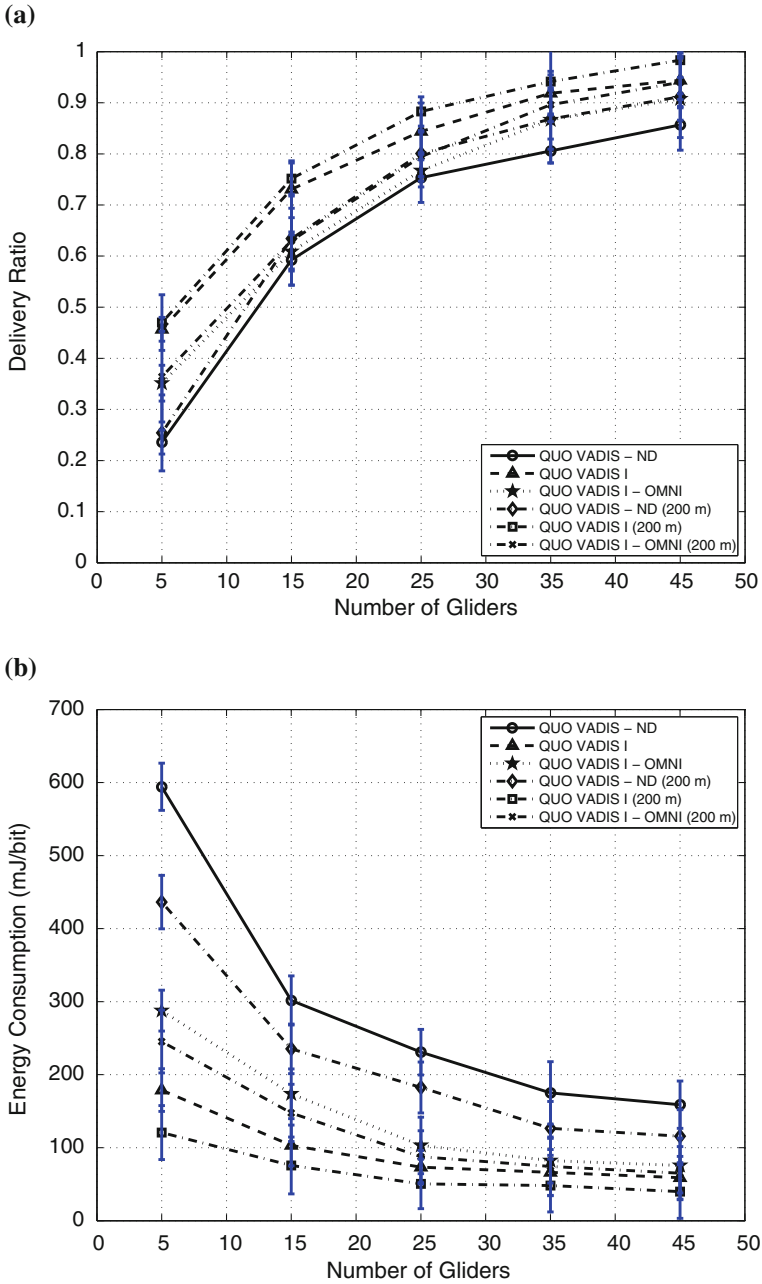 (a)
1
0.9
0.8
0.7
0.6
0.5
0.4
0.3
0.2
0.1
0
Delivery Ratio
QUO VADIS − ND
QUO VADIS I
QUO VADIS I − OMNI
QUO VADIS − ND (200 m)
QUO VADIS I (200 m)
QUO VADIS I − OMNI (200 m)
0 5 10 15 20 25 30 35 40 45 50
Number of Gliders
(b)
700
600
500
400
300
200
100
0
Energy Consumption (mJ/bit)
QUO VADIS − ND
QUO VADIS I
QUO VADIS I − OMNI
QUO VADIS − ND (200 m)
QUO VADIS I (200 m)
QUO VADIS I − OMNI (200 m)
0 5 10 15 20 25 30 35 40 45 50
Number of Gliders